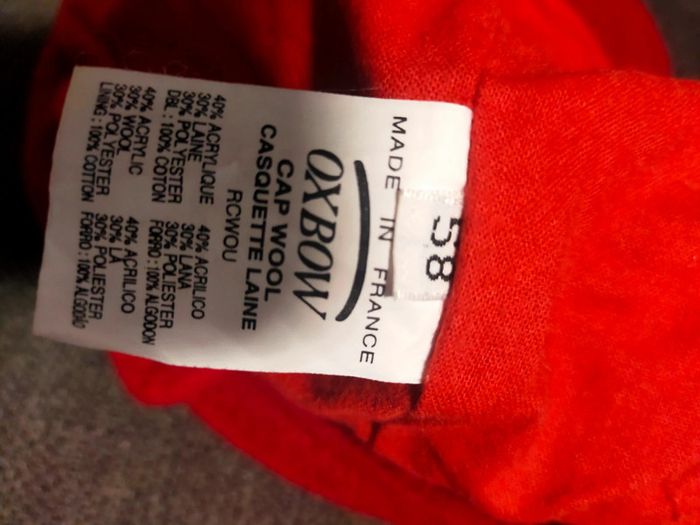 58
MADE IN FRANCE
OXBOW
CAP WOOL
CASQUETTE LAINE
RCWOU
40% ACRYLIQUE
30% LAINE
30% POLYESTER
DBL : 100% COTON
40% ACRILICO
30% LANA
30% POLIESTER
FORRO : 100% ALGODON
40% ACRYLIC
30% WOOL
30% POLYESTER
LINING : 100% COTTON
40% ACRILICO
30% LÃ
30% POLIESTER
FORRO : 100% ALGODÃO